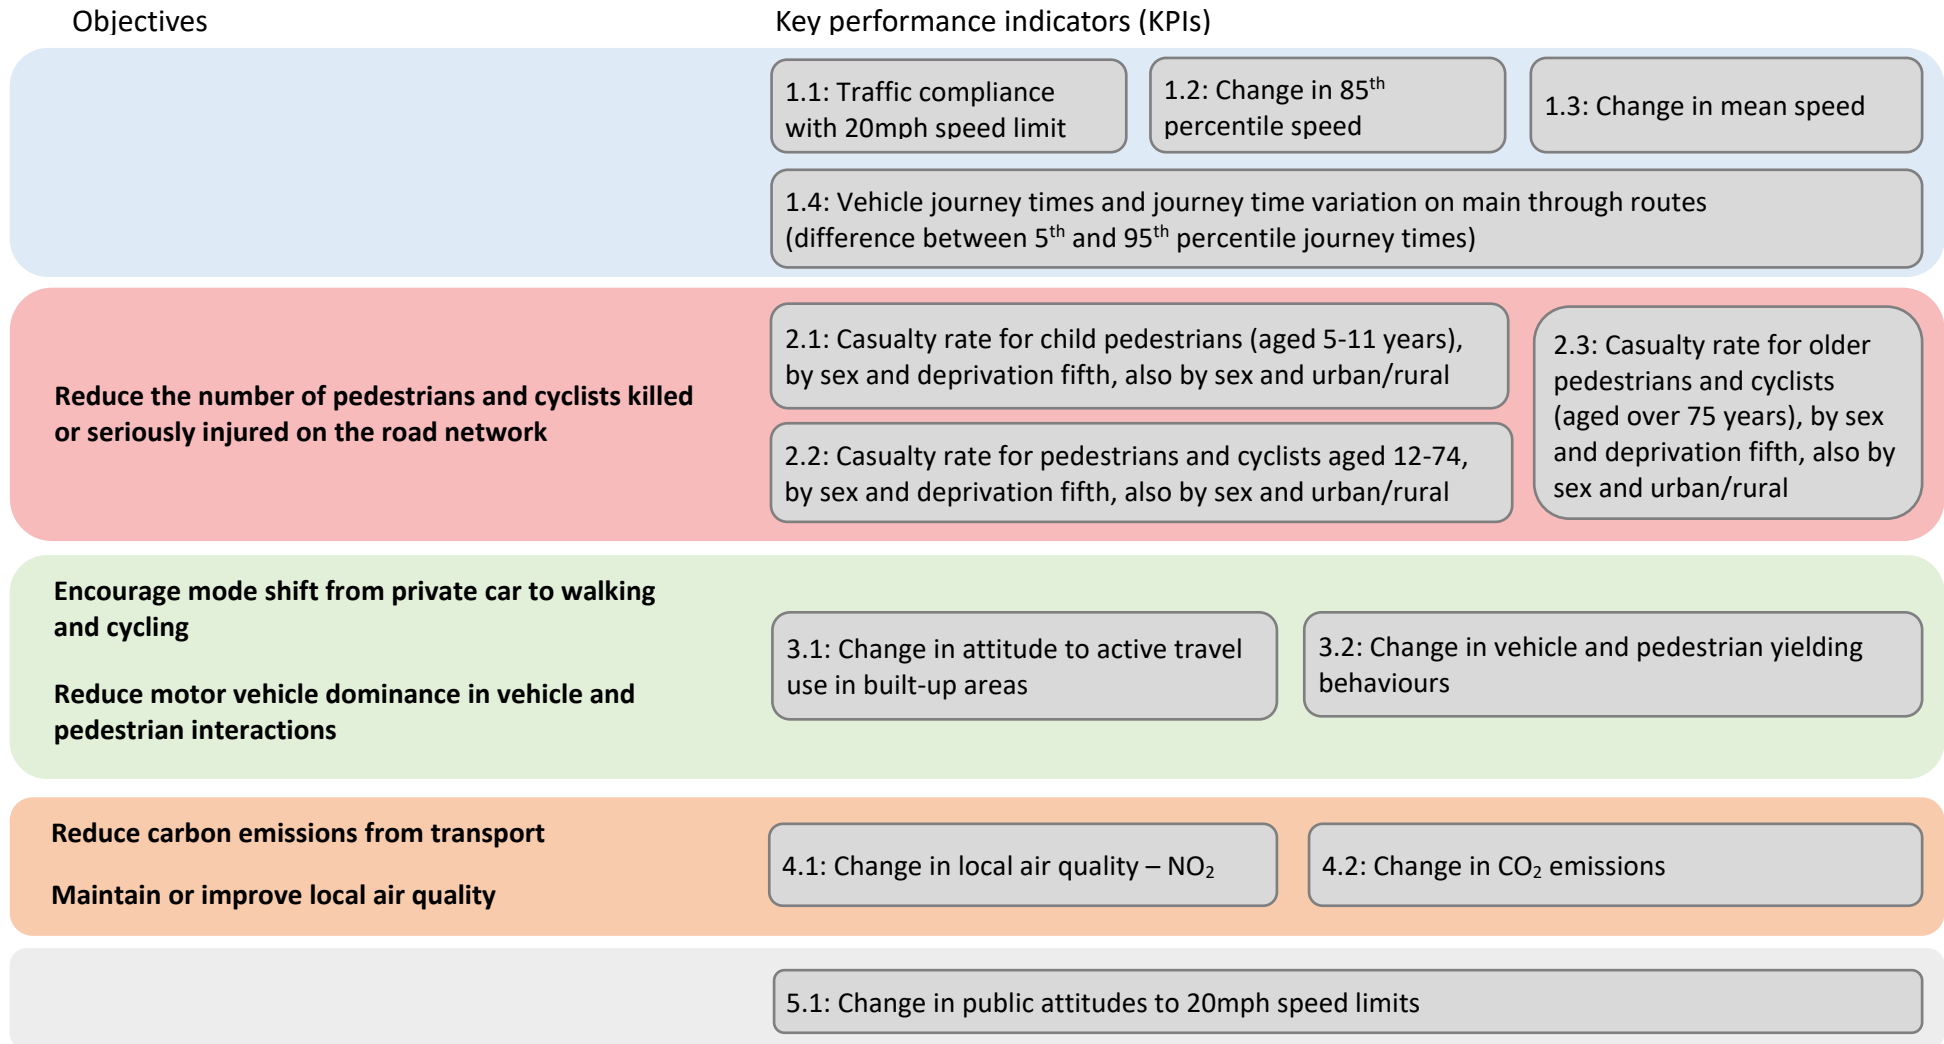 Objectives
Key performance indicators (KPIs)
1.1: Traffic compliance
with 20mph speed limit
1.2: Change in 85th
percentile speed
1.3: Change in mean speed
1.4: Vehicle journey times and journey time variation on main through routes
(difference between 5th and 95th percentile journey times)
Reduce the number of pedestrians and cyclists killed
or seriously injured on the road network
2.1: Casualty rate for child pedestrians (aged 5-11 years),
by sex and deprivation fifth, also by sex and urban/rural
2.2: Casualty rate for pedestrians and cyclists aged 12-74,
by sex and deprivation fifth, also by sex and urban/rural
2.3: Casualty rate for older
pedestrians and cyclists
(aged over 75 years), by sex
and deprivation fifth, also by
sex and urban/rural
Encourage mode shift from private car to walking
and cycling
Reduce motor vehicle dominance in vehicle and
pedestrian interactions
3.1: Change in attitude to active travel
use in built-up areas
3.2: Change in vehicle and pedestrian yielding
behaviours
Reduce carbon emissions from transport
Maintain or improve local air quality
4.1: Change in local air quality – NO₂
4.2: Change in CO₂ emissions
5.1: Change in public attitudes to 20mph speed limits